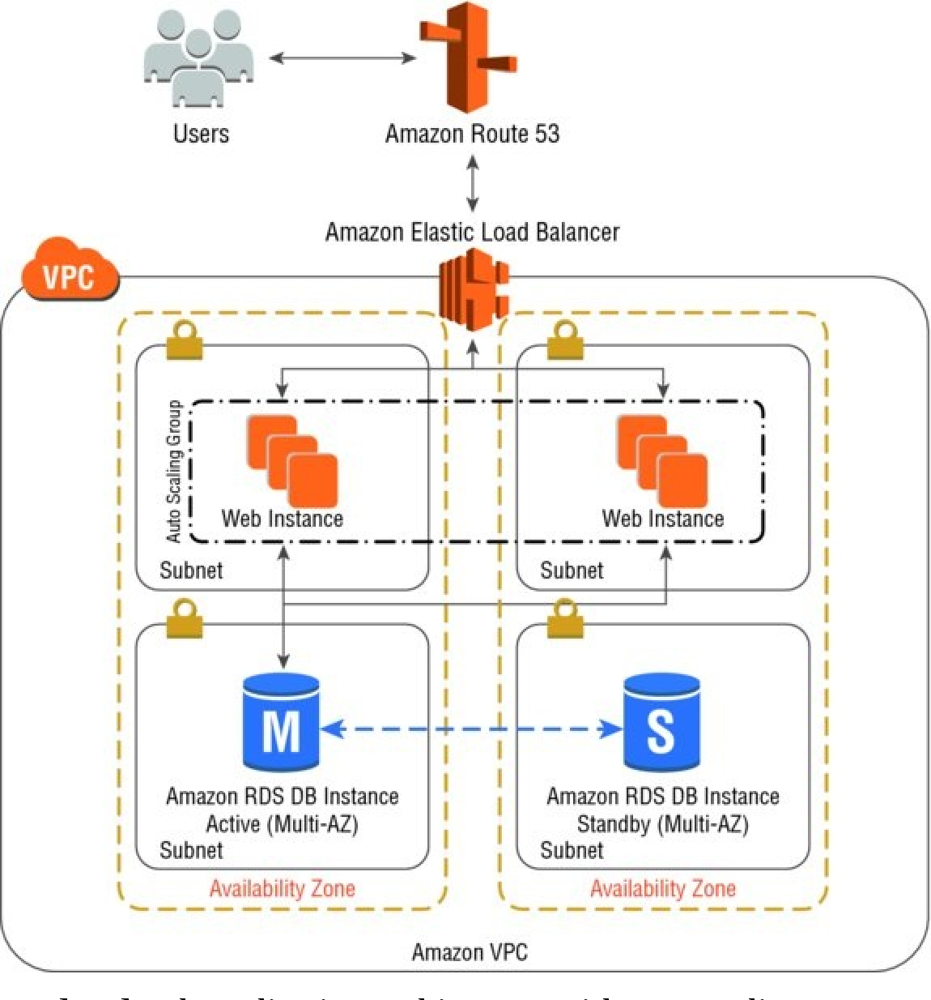 Users
Amazon Route 53
Amazon Elastic Load Balancer
VPC
Auto Scaling Group
Web Instance
Web Instance
Subnet
Subnet
M
S
Amazon RDS DB Instance
Active (Multi-AZ)
Subnet
Amazon RDS DB Instance
Standby (Multi-AZ)
Subnet
Availability Zone
Availability Zone
Amazon VPC